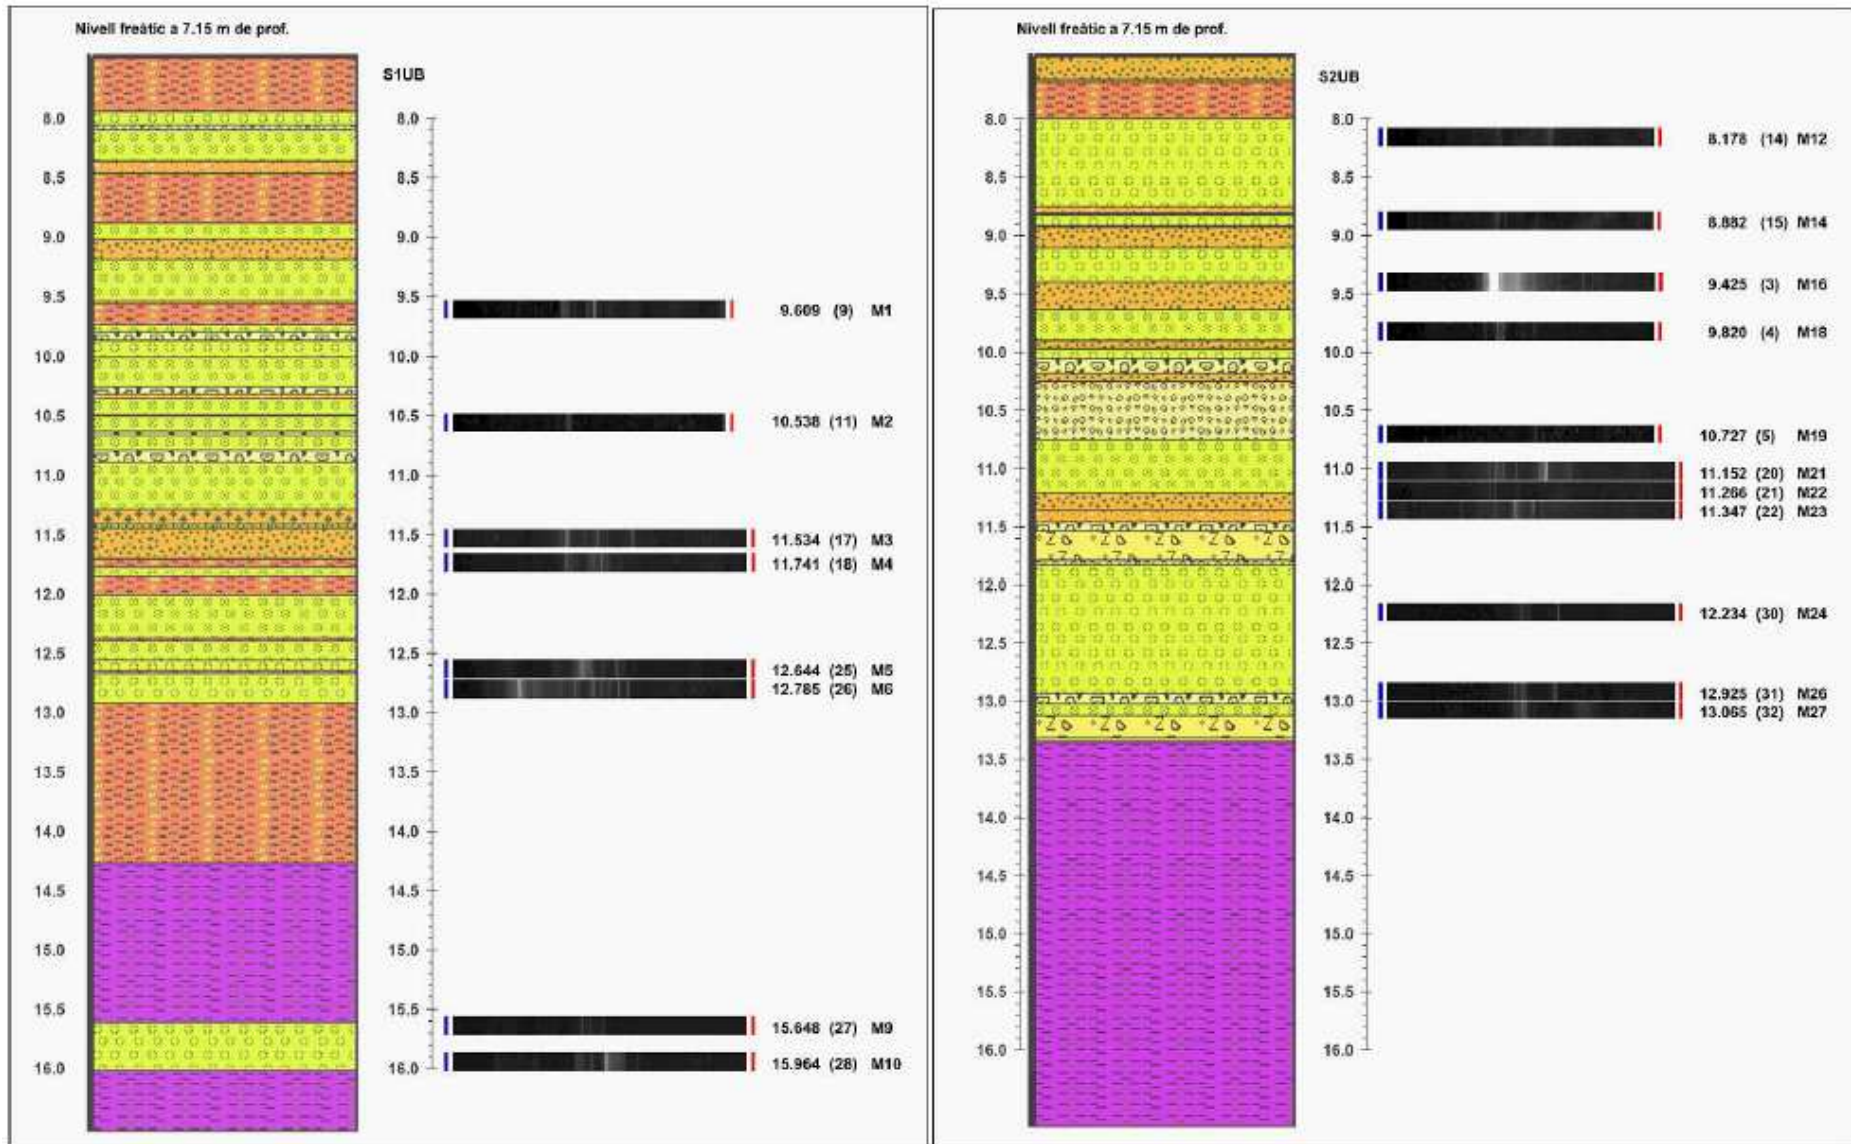 Nivell freàtic a 7.15 m de prof.
S1UB
8.0 8.0
8.5 8.5
9.0 9.0
9.5 9.5
9.609 (9) M1
10.0 10.0
10.5 10.5
10.538 (11) M2
11.0 11.0
11.5 11.5
11.534 (17) M3
11.741 (18) M4
12.0 12.0
12.5 12.5
12.644 (25) M5
12.785 (26) M6
13.0 13.0
13.5 13.5
14.0 14.0
14.5 14.5
15.0 15.0
15.5 15.5
15.648 (27) M9
16.0 16.0
15.964 (28) M10
Nivell freàtic a 7.15 m de prof.
S2UB
8.0 8.0
8.178 (14) M12
8.5 8.5
8.882 (15) M14
9.0 9.0
9.425 (3) M16
9.5 9.5
9.820 (4) M18
10.0 10.0
10.5 10.5
10.727 (5) M19
11.0 11.0
11.152 (20) M21
11.266 (21) M22
11.347 (22) M23
11.5 11.5
12.0 12.0
12.234 (30) M24
12.5 12.5
12.925 (31) M26
13.0 13.0
13.065 (32) M27
13.5 13.5
14.0 14.0
14.5 14.5
15.0 15.0
15.5 15.5
16.0 16.0